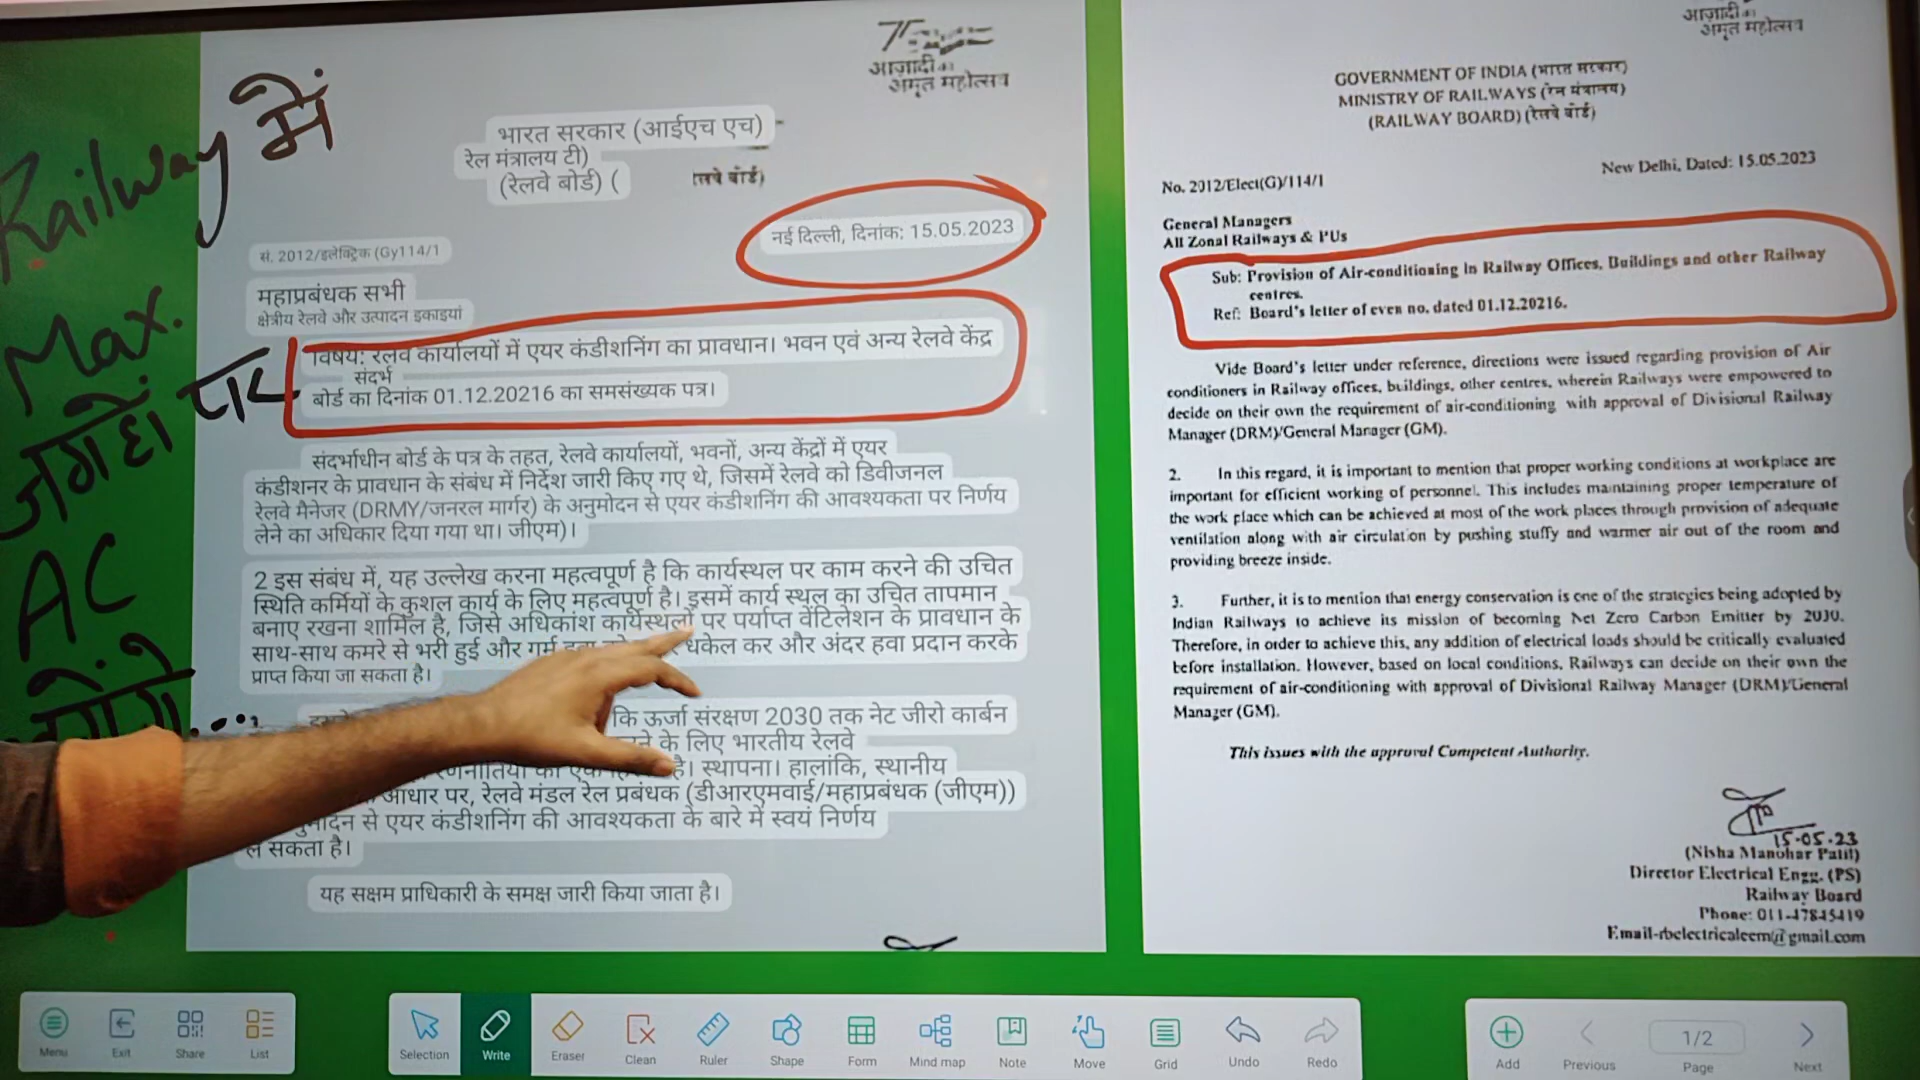 Railway में
Max.
जगहों पर
AC
आज़ादी का
अमृत महोत्सव
भारत सरकार (आईएच एच)
रेल मंत्रालय टी)
(रेलवे बोर्ड) (
रेलवे बोर्ड)
नई दिल्ली, दिनांक: 15.05.2023
सं. 2012/इलेक्ट्रिक (Gy114/1
महाप्रबंधक सभी
क्षेत्रीय रेलवे और उत्पादन इकाइयां
विषय: रेलवे कार्यालयों में एयर कंडीशनिंग का प्रावधान। भवन एवं अन्य रेलवे केंद्र
संदर्भ
बोर्ड का दिनांक 01.12.20216 का समसंख्यक पत्र।
संदर्भाधीन बोर्ड के पत्र के तहत, रेलवे कार्यालयों, भवनों, अन्य केंद्रों में एयर
कंडीशनर के प्रावधान के संबंध में निर्देश जारी किए गए थे, जिसमें रेलवे को डिवीजनल
रेलवे मैनेजर (DRMY/जनरल मार्गर) के अनुमोदन से एयर कंडीशनिंग की आवश्यकता पर निर्णय
लेने का अधिकार दिया गया था। जीएम)।
2 इस संबंध में, यह उल्लेख करना महत्वपूर्ण है कि कार्यस्थल पर काम करने की उचित
स्थिति कर्मियों के कुशल कार्य के लिए महत्वपूर्ण है। इसमें कार्य स्थल का उचित तापमान
बनाए रखना शामिल है, जिसे अधिकांश कार्यस्थलों पर पर्याप्त वेंटिलेशन के प्रावधान के
साथ-साथ कमरे से भरी हुई और गर्म धकेल कर और अंदर हवा प्रदान करके
प्राप्त किया जा सकता है।
कि ऊर्जा संरक्षण 2030 तक नेट जीरो कार्बन
के लिए भारतीय रेलवे
है। स्थापना। हालांकि, स्थानीय
आधार पर, रेलवे मंडल रेल प्रबंधक (डीआरएमवाई/महाप्रबंधक (जीएम))
से एयर कंडीशनिंग की आवश्यकता के बारे में स्वयं निर्णय
ले सकता है।
यह सक्षम प्राधिकारी के समक्ष जारी किया जाता है।
आज़ादी का
अमृत महोत्सव
GOVERNMENT OF INDIA (भारत सरकार)
MINISTRY OF RAILWAYS (रेल मंत्रालय)
(RAILWAY BOARD) (रेलवे बोर्ड)
New Delhi, Dated: 15.05.2023
No. 2012/Elect(G)/114/1
General Managers
All Zonal Railways & PUs
Sub: Provision of Air-conditioning in Railway Offices, Buildings and other Railway
centres.
Ref: Board's letter of even no. dated 01.12.20216.
Vide Board's letter under reference, directions were issued regarding provision of Air
conditioners in Railway offices, buildings, other centres, wherein Railways were empowered to
decide on their own the requirement of air-conditioning with approval of Divisional Railway
Manager (DRM)/General Manager (GM).
2. In this regard, it is important to mention that proper working conditions at workplace are
important for efficient working of personnel. This includes maintaining proper temperature of
the work place which can be achieved at most of the work places through provision of adequate
ventilation along with air circulation by pushing stuffy and warmer air out of the room and
providing breeze inside.
3. Further, it is to mention that energy conservation is one of the strategies being adopted by
Indian Railways to achieve its mission of becoming Net Zero Carbon Emitter by 2030.
Therefore, in order to achieve this, any addition of electrical loads should be critically evaluated
before installation. However, based on local conditions, Railways can decide on their own the
requirement of air-conditioning with approval of Divisional Railway Manager (DRM)/General
Manager (GM).
This issues with the approval Competent Authority.
15.05.23
(Nisha Manohar Patil)
Director Electrical Engg. (PS)
Railway Board
Phone: 011-47845419
Email-rbelectricaleem@gmail.com
Menu Exit Share List
Selection Write Eraser Clean Ruler Shape Form Mind map Note Move Grid Undo Redo
Add Previous 1/2 Page Next